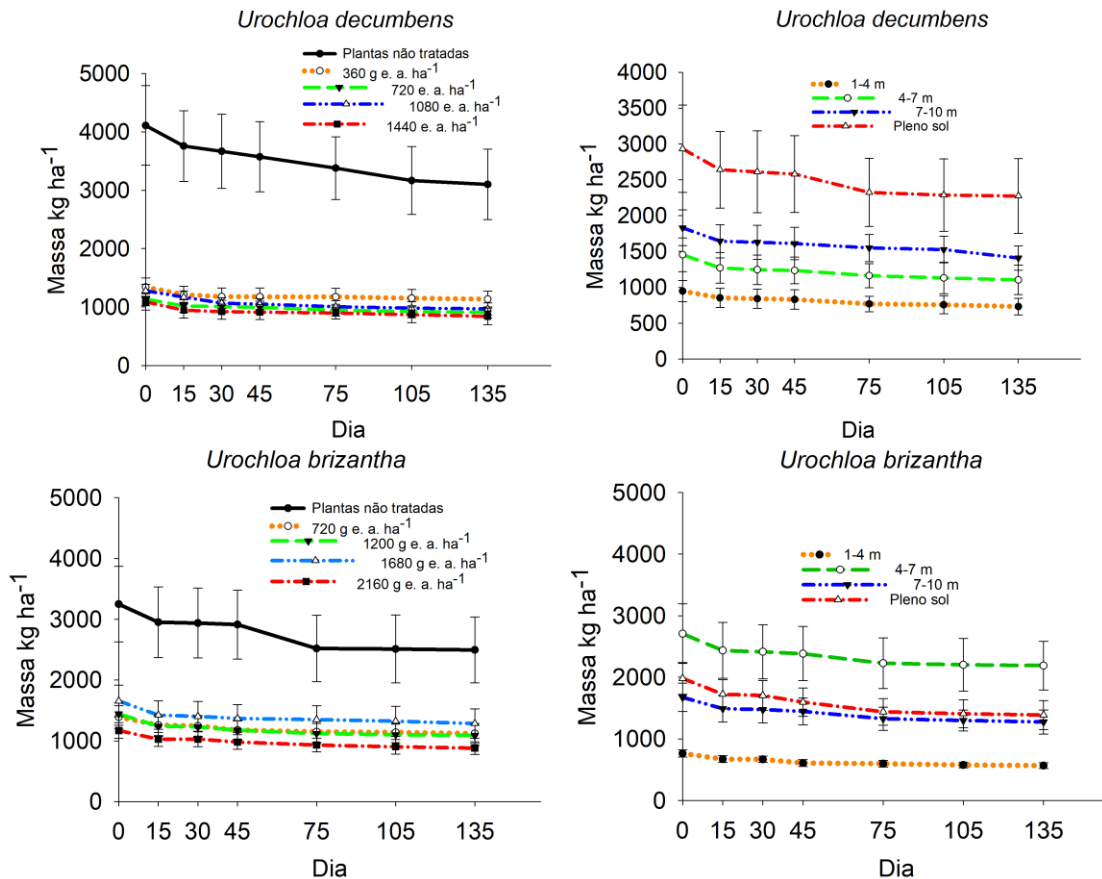 Urochloa decumbens
Plantas não tratadas
360 g e. a. ha⁻¹
720 e. a. ha⁻¹
1080 e. a. ha⁻¹
1440 e. a. ha⁻¹
5000
4000
3000
2000
1000
0
Massa kg ha⁻¹
0 15 30 45 75 105 135
Dia
Urochloa decumbens
1-4 m
4-7 m
7-10 m
Pleno sol
4000
3500
3000
2500
2000
1500
1000
500
0
Massa kg ha⁻¹
0 15 30 45 75 105 135
Dia
Urochloa brizantha
Plantas não tratadas
720 g e. a. ha⁻¹
1200 g e. a. ha⁻¹
1680 g e. a. ha⁻¹
2160 g e. a. ha⁻¹
5000
4000
3000
2000
1000
0
Massa kg ha⁻¹
0 15 30 45 75 105 135
Dia
Urochloa brizantha
1-4 m
4-7 m
7-10 m
Pleno sol
5000
4000
3000
2000
1000
0
Massa kg ha⁻¹
0 15 30 45 75 105 135
Dia